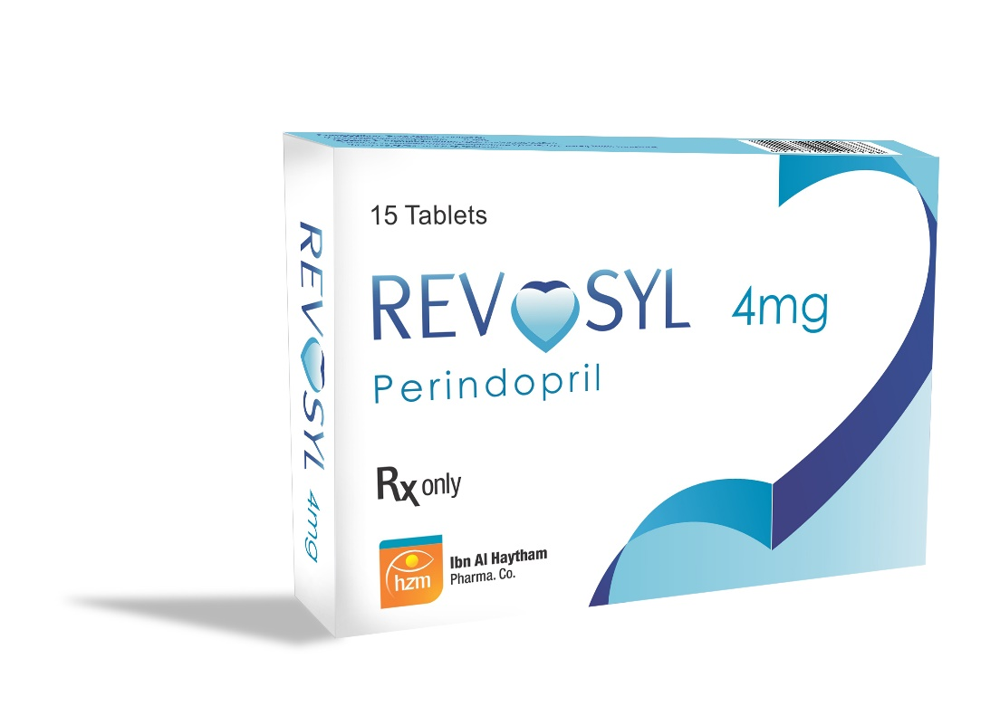 15 Tablets
REVOSYL 4mg
Perindopril
Rx only
hzm
Ibn Al Haytham
Pharma. Co.
REVOSYL 4mg